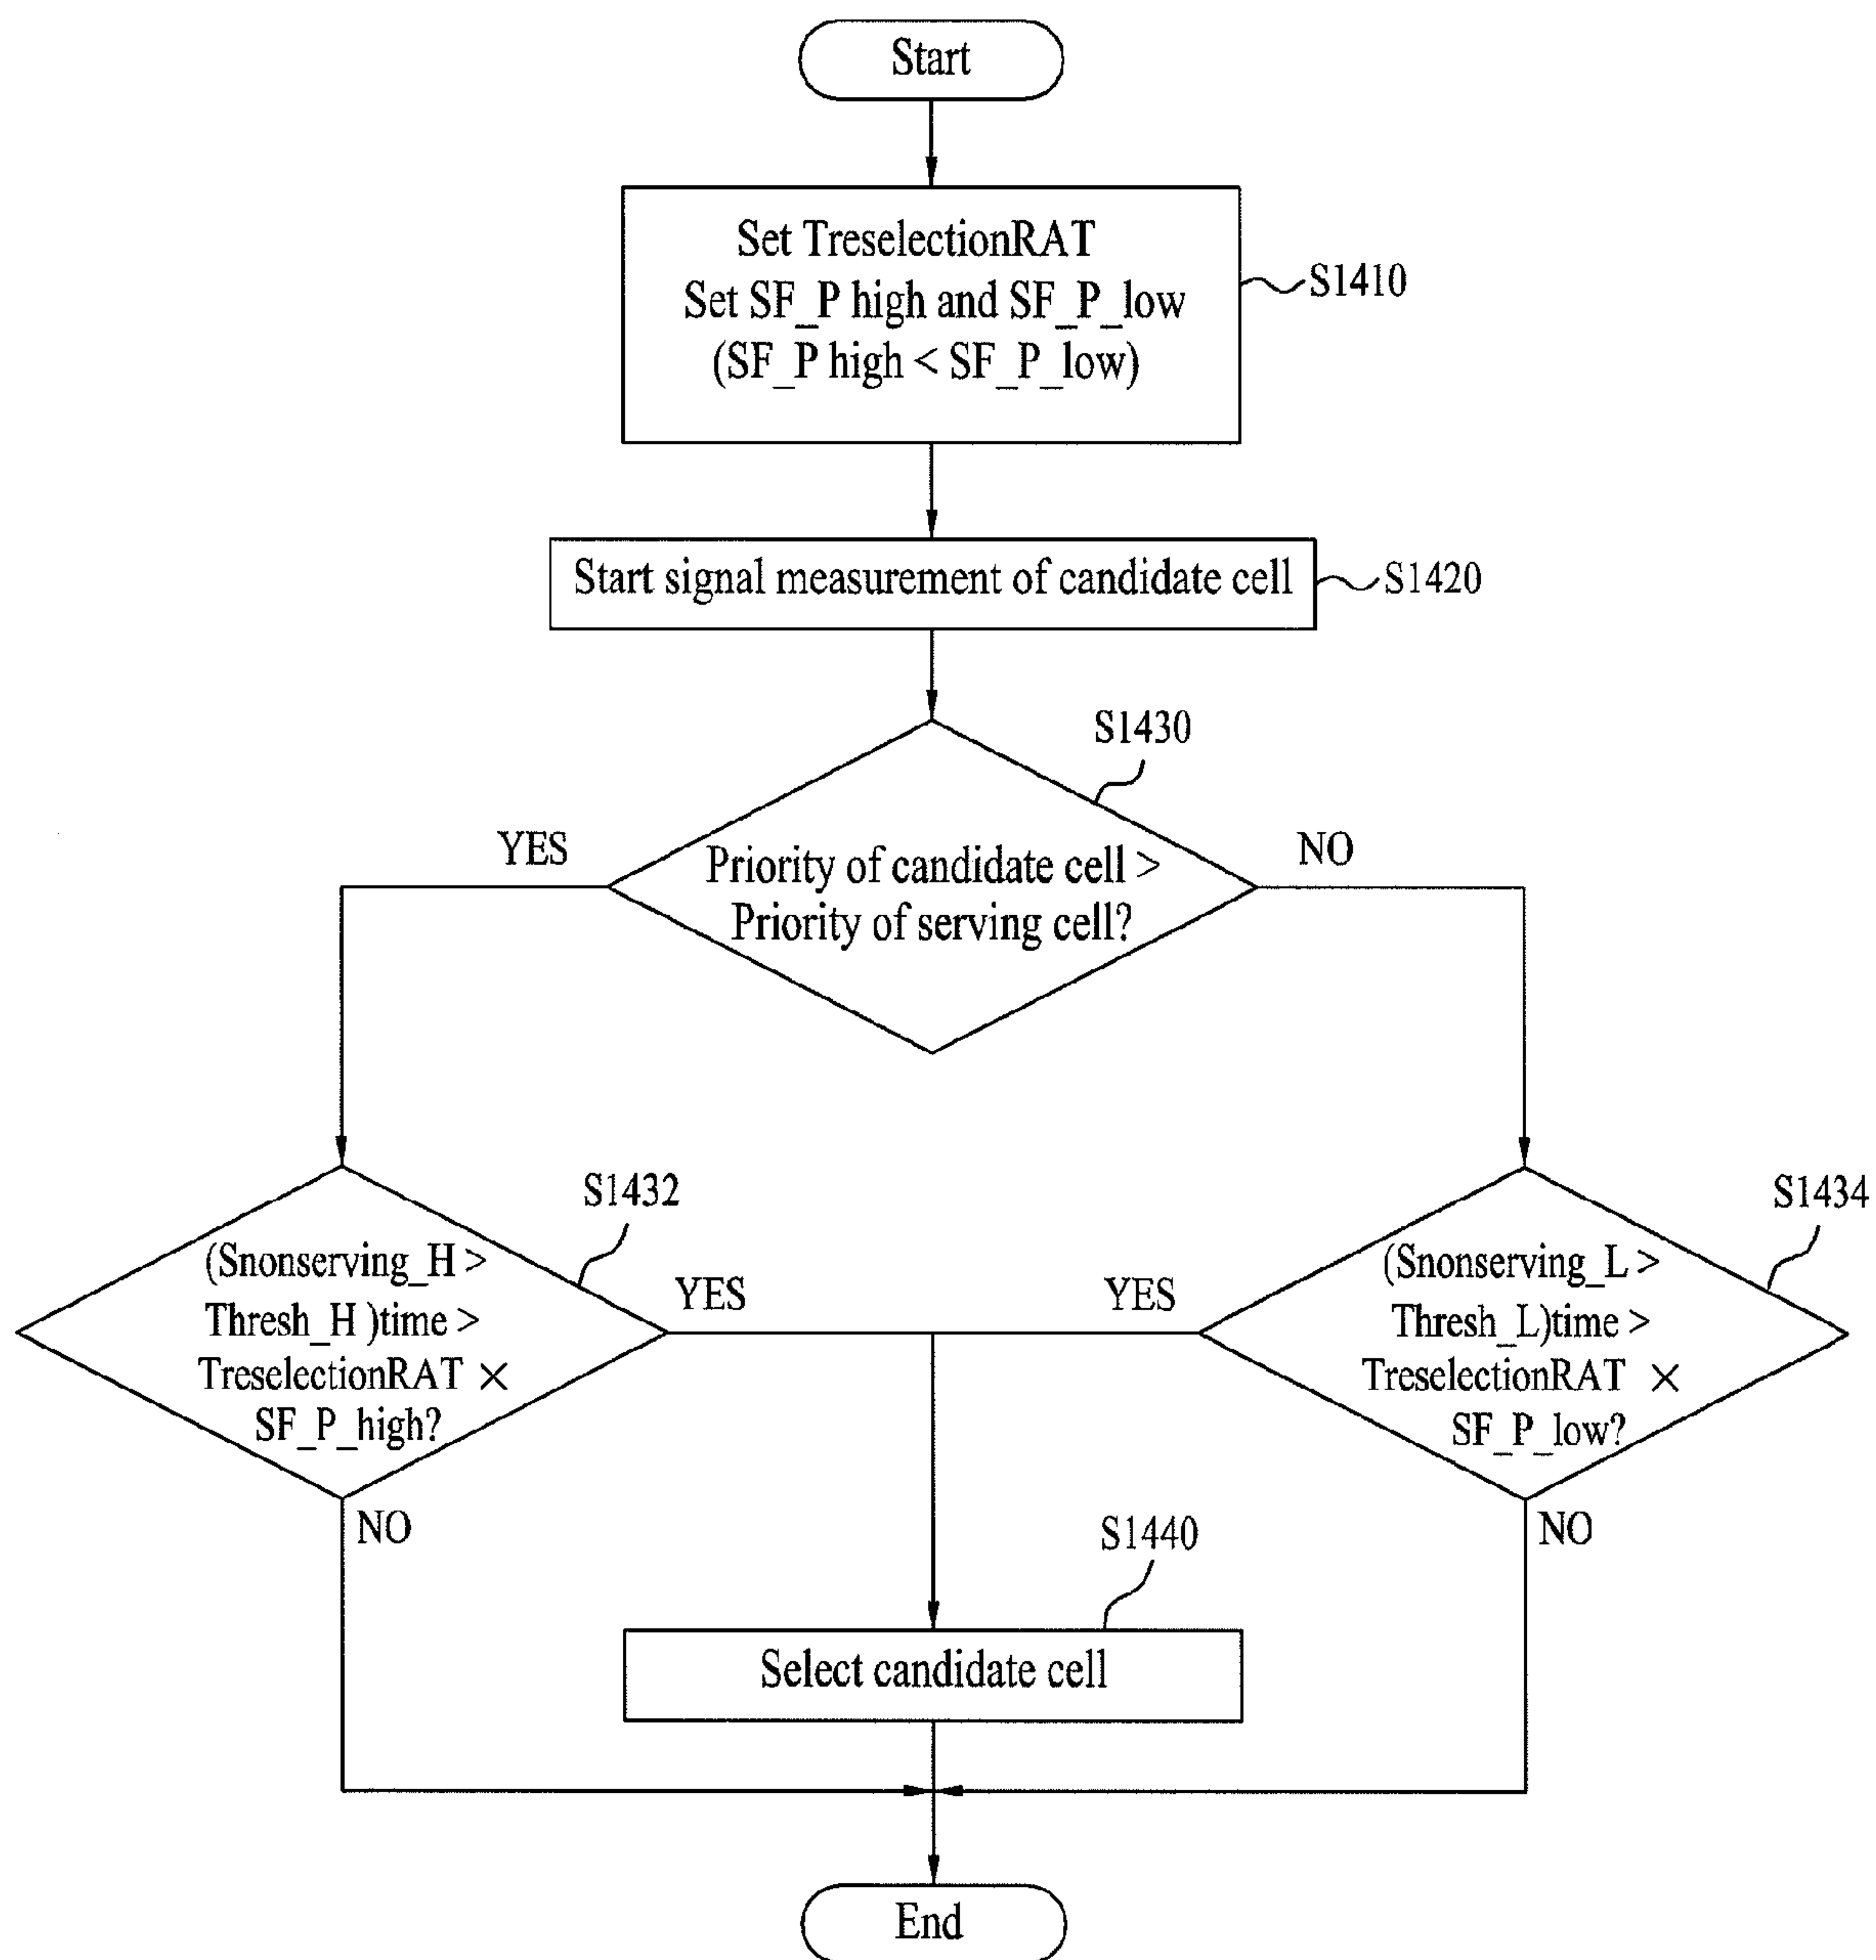 Start
Set TreselectionRAT
Set SF_P high and SF_P_low
(SF_P high < SF_P_low)
S1410
Start signal measurement of candidate cell
S1420
S1430
YES
NO
Priority of candidate cell >
Priority of serving cell?
S1432
(Snonserving_H >
Thresh_H )time >
TreselectionRAT ×
SF_P_high?
YES
NO
S1434
(Snonserving_L >
Thresh_L)time >
TreselectionRAT ×
SF_P_low?
YES
NO
S1440
Select candidate cell
End